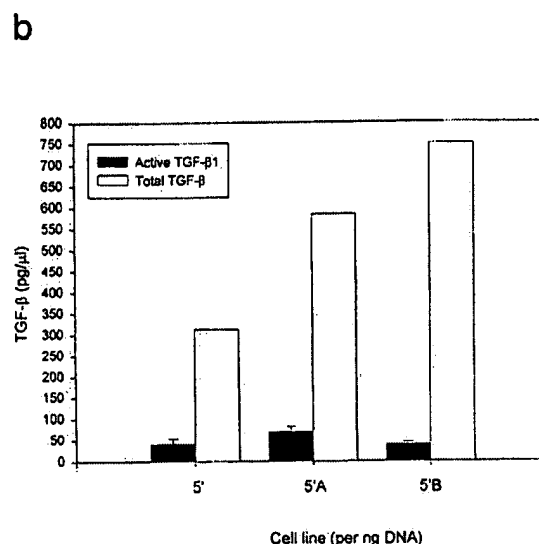 b
800
750
700
650
600
550
500
450
400
350
300
250
200
150
100
50
0
TGF-β (pg/µl)
Active TGF-β1
Total TGF-β
5' 5'A 5'B
Cell line (per ng DNA)